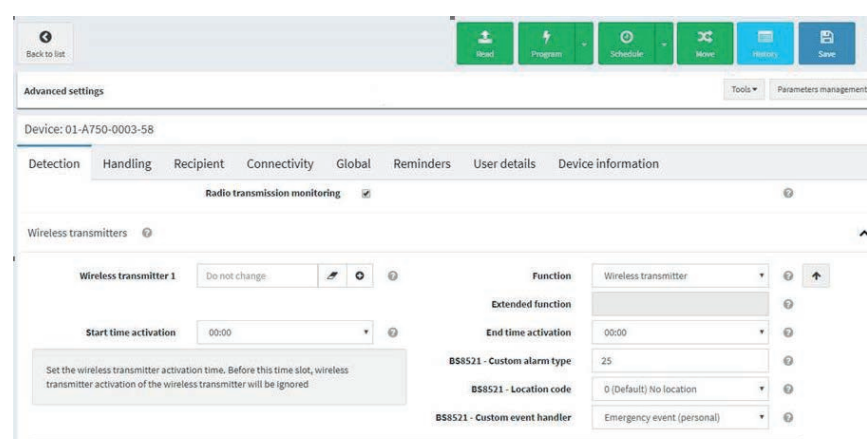 Back to list
Read Program Schedule Move History Save
Advanced settings Tools Parameters management
Device: 01-A750-0003-58
Detection Handling Recipient Connectivity Global Reminders User details Device information
Radio transmission monitoring
Wireless transmitters
Wireless transmitter 1 Do not change Function Wireless transmitter
Extended function
Start time activation 00:00 End time activation 00:00
Set the wireless transmitter activation time. Before this time slot, wireless
transmitter activation of the wireless transmitter will be ignored
BS8521 - Custom alarm type 25
BS8521 - Location code 0 (Default) No location
BS8521 - Custom event handler Emergency event (personal)